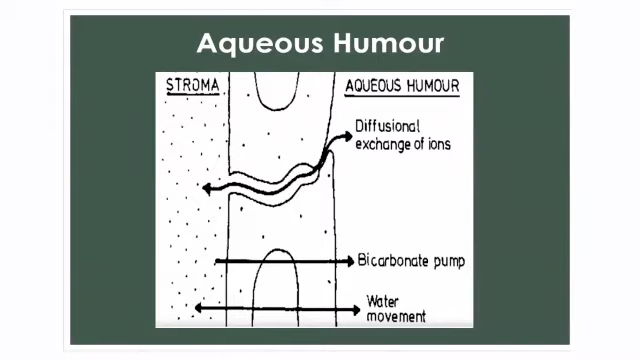 Aqueous Humour
STROMA
AQUEOUS HUMOUR
Diffusional
exchange of ions
Bicarbonate pump
Water
movement